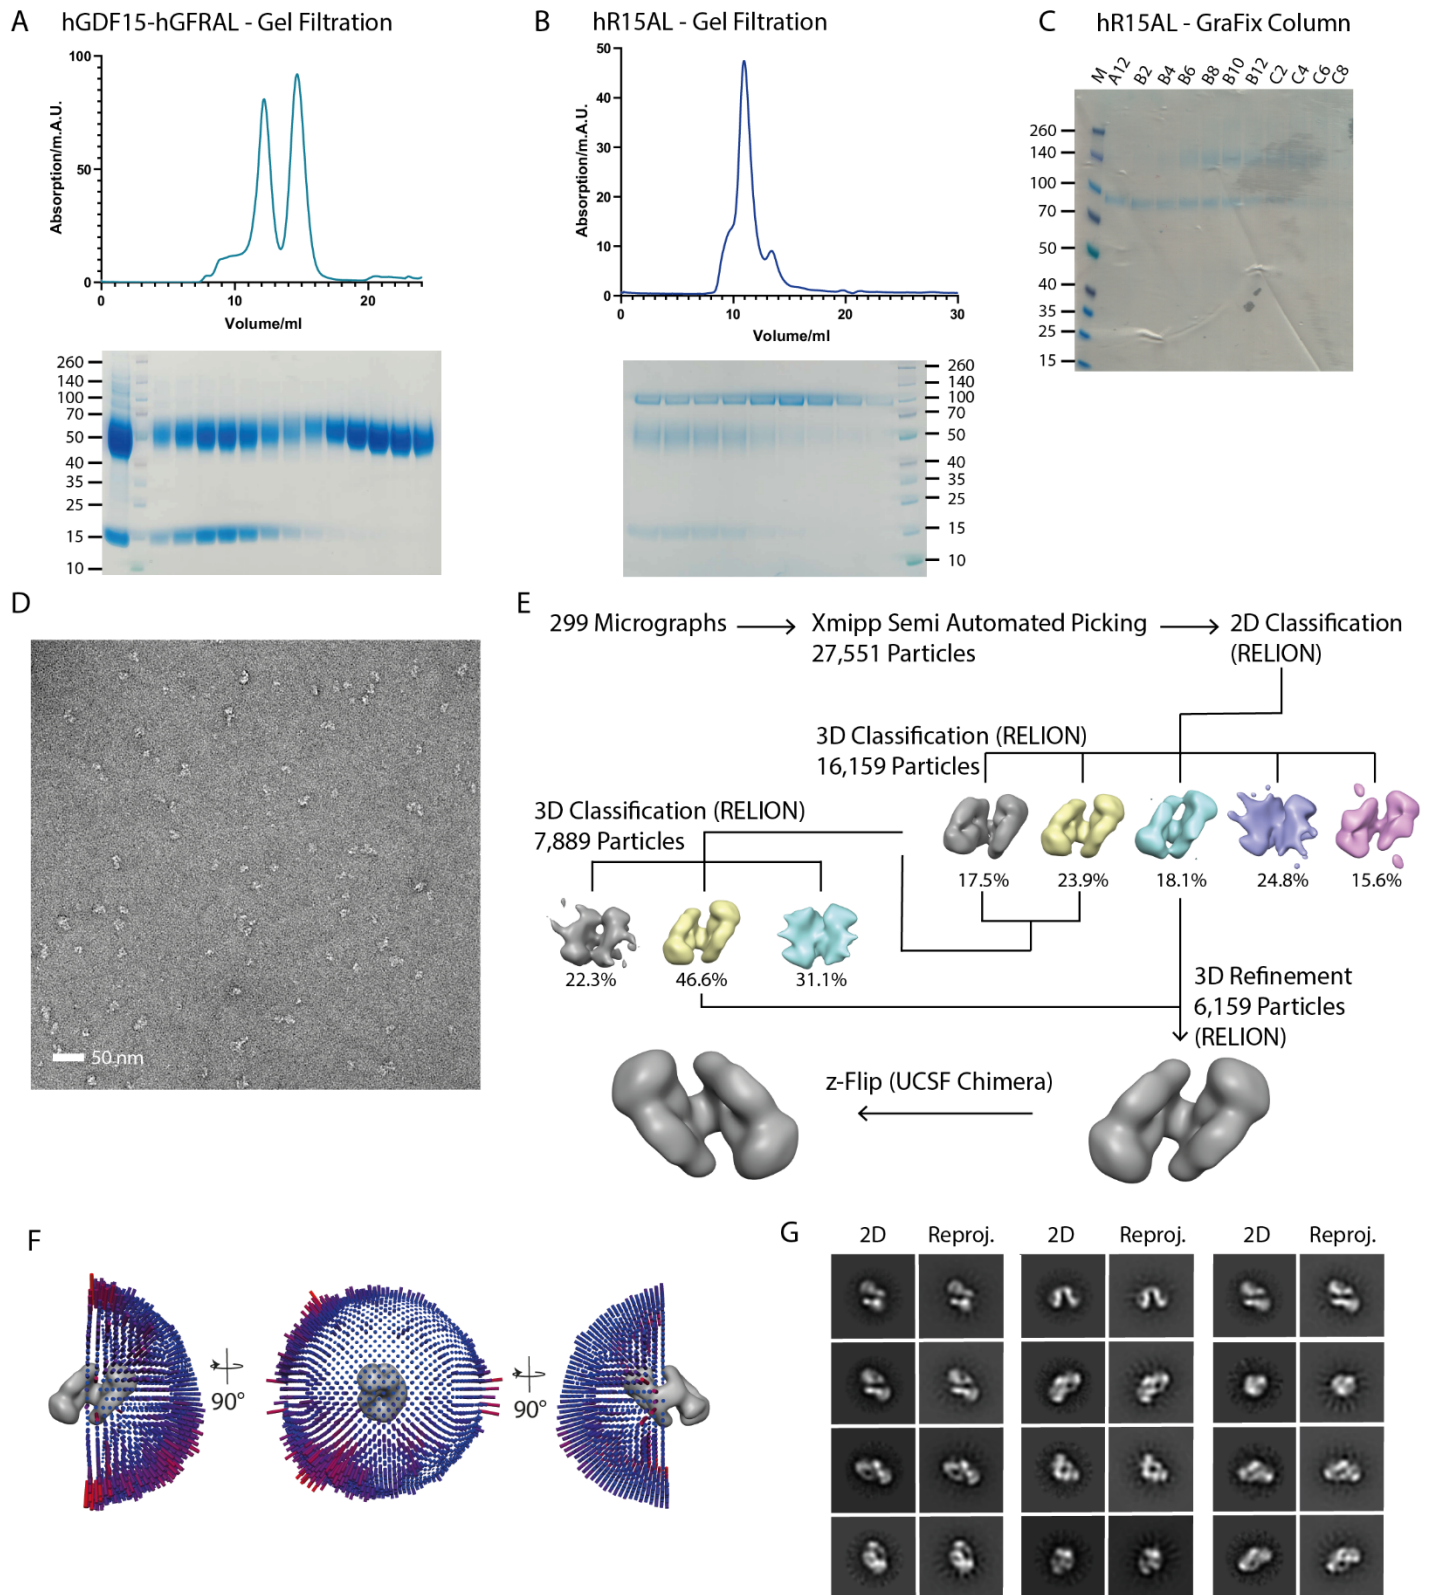 A hGDF15-hGFRAL - Gel Filtration
100
50
0
Absorption/m.A.U.
0 10 20
Volume/ml
260
140
100
70
50
40
35
25
15
10
B hR15AL - Gel Filtration
50
40
30
20
10
0
Absorption/m.A.U.
0 10 20 30
Volume/ml
260
140
100
70
50
40
35
25
15
10
C hR15AL - GraFix Column
M A12 B2 B4 B6 B8 B10 B12 C2 C4 C6 C8
260
140
100
70
50
40
35
25
15
D
50 nm
E
299 Micrographs
Xmipp Semi Automated Picking
27,551 Particles
2D Classification
(RELION)
3D Classification (RELION)
16,159 Particles
17.5% 23.9% 18.1% 24.8% 15.6%
3D Classification (RELION)
7,889 Particles
22.3% 46.6% 31.1%
3D Refinement
6,159 Particles
(RELION)
z-Flip (UCSF Chimera)
F
90°
90°
G
2D Reproj. 2D Reproj. 2D Reproj.